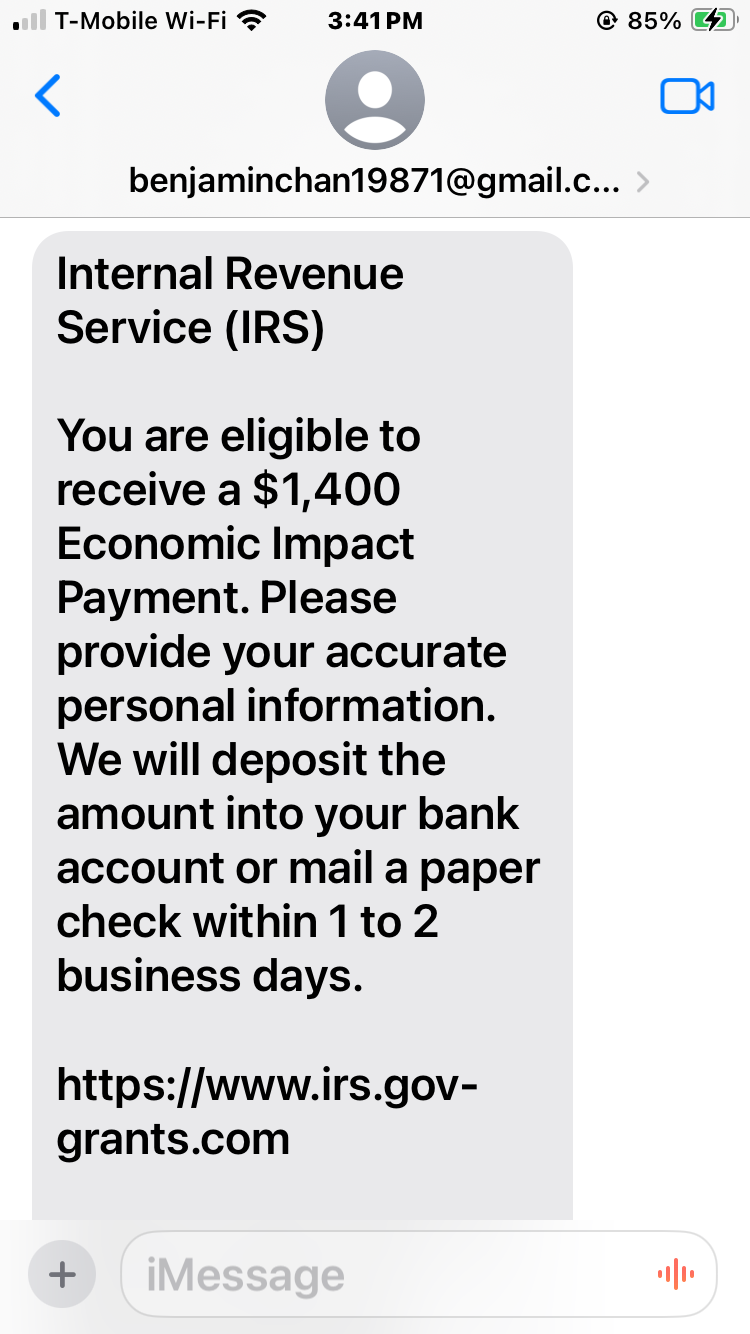 T-Mobile Wi-Fi 3:41 PM 85%
benjaminchan19871@gmail.c...
Internal Revenue
Service (IRS)
You are eligible to
receive a $1,400
Economic Impact
Payment. Please
provide your accurate
personal information.
We will deposit the
amount into your bank
account or mail a paper
check within 1 to 2
business days.
https://www.irs.gov-
grants.com
iMessage